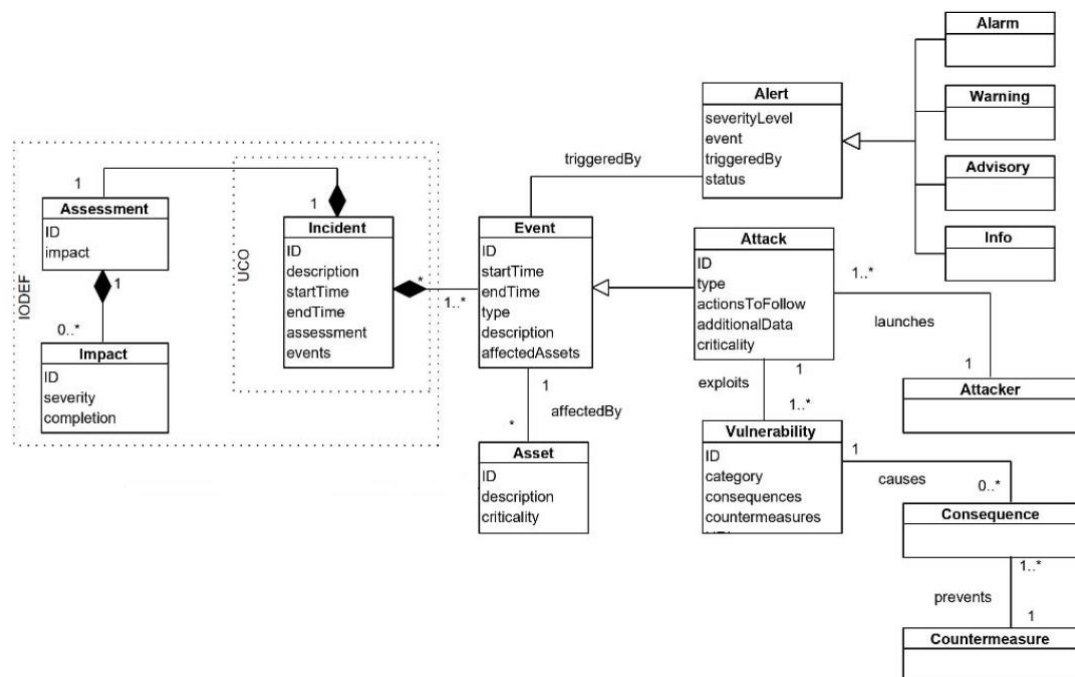 Alarm
Warning
Advisory
Info
Alert
severityLevel
event
triggeredBy
status
triggeredBy
IODEF
UCO
1
Assessment
ID
impact
1
0..*
Impact
ID
severity
completion
1
Incident
ID
description
startTime
endTime
assessment
events
*
1..*
Event
ID
startTime
endTime
type
description
affectedAssets
1
affectedBy
*
Asset
ID
description
criticality
Attack
ID
type
actionsToFollow
additionalData
criticality
1..*
launches
1
Attacker
1
exploits
1..*
Vulnerability
ID
category
consequences
countermeasures
1
causes
0..*
Consequence
1..*
prevents
1
Countermeasure